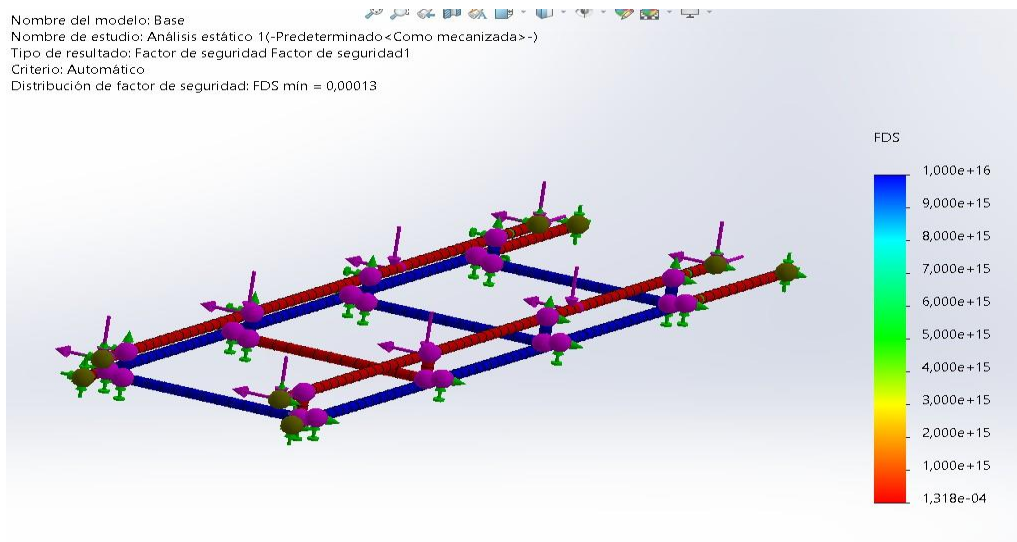 Nombre del modelo: Base
Nombre de estudio: Análisis estático 1(-Predeterminado<Como mecanizada>-)
Tipo de resultado: Factor de seguridad Factor de seguridad1
Criterio: Automático
Distribución de factor de seguridad: FDS mín = 0,00013
FDS
1,000e+16
9,000e+15
8,000e+15
7,000e+15
6,000e+15
5,000e+15
4,000e+15
3,000e+15
2,000e+15
1,000e+15
1,318e-04